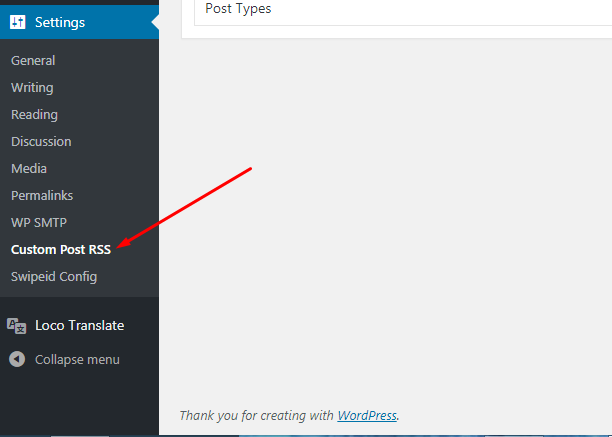 Settings
General
Writing
Reading
Discussion
Media
Permalinks
WP SMTP
Custom Post RSS
Swipeid Config
Loco Translate
Collapse menu
Post Types
Thank you for creating with WordPress.